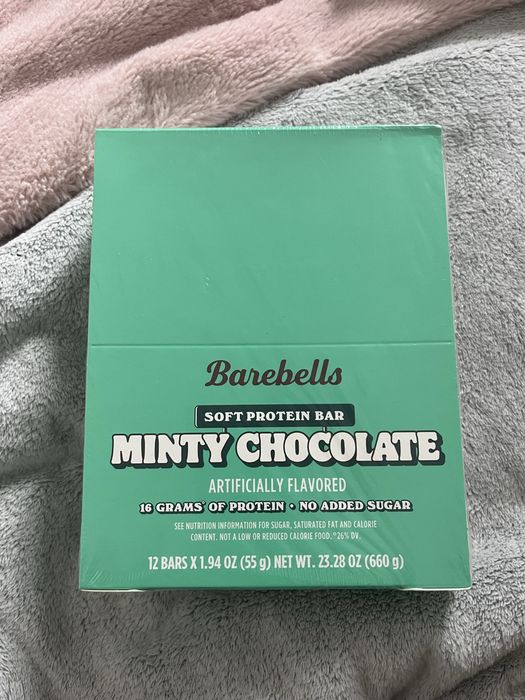 Barebells
SOFT PROTEIN BAR
MINTY CHOCOLATE
ARTIFICIALLY FLAVORED
16 GRAMS° OF PROTEIN • NO ADDED SUGAR
SEE NUTRITION INFORMATION FOR SUGAR, SATURATED FAT AND CALORIE
CONTENT. NOT A LOW OR REDUCED CALORIE FOOD. °26% DV.
12 BARS X 1.94 OZ (55 g) NET WT. 23.28 OZ (660 g)